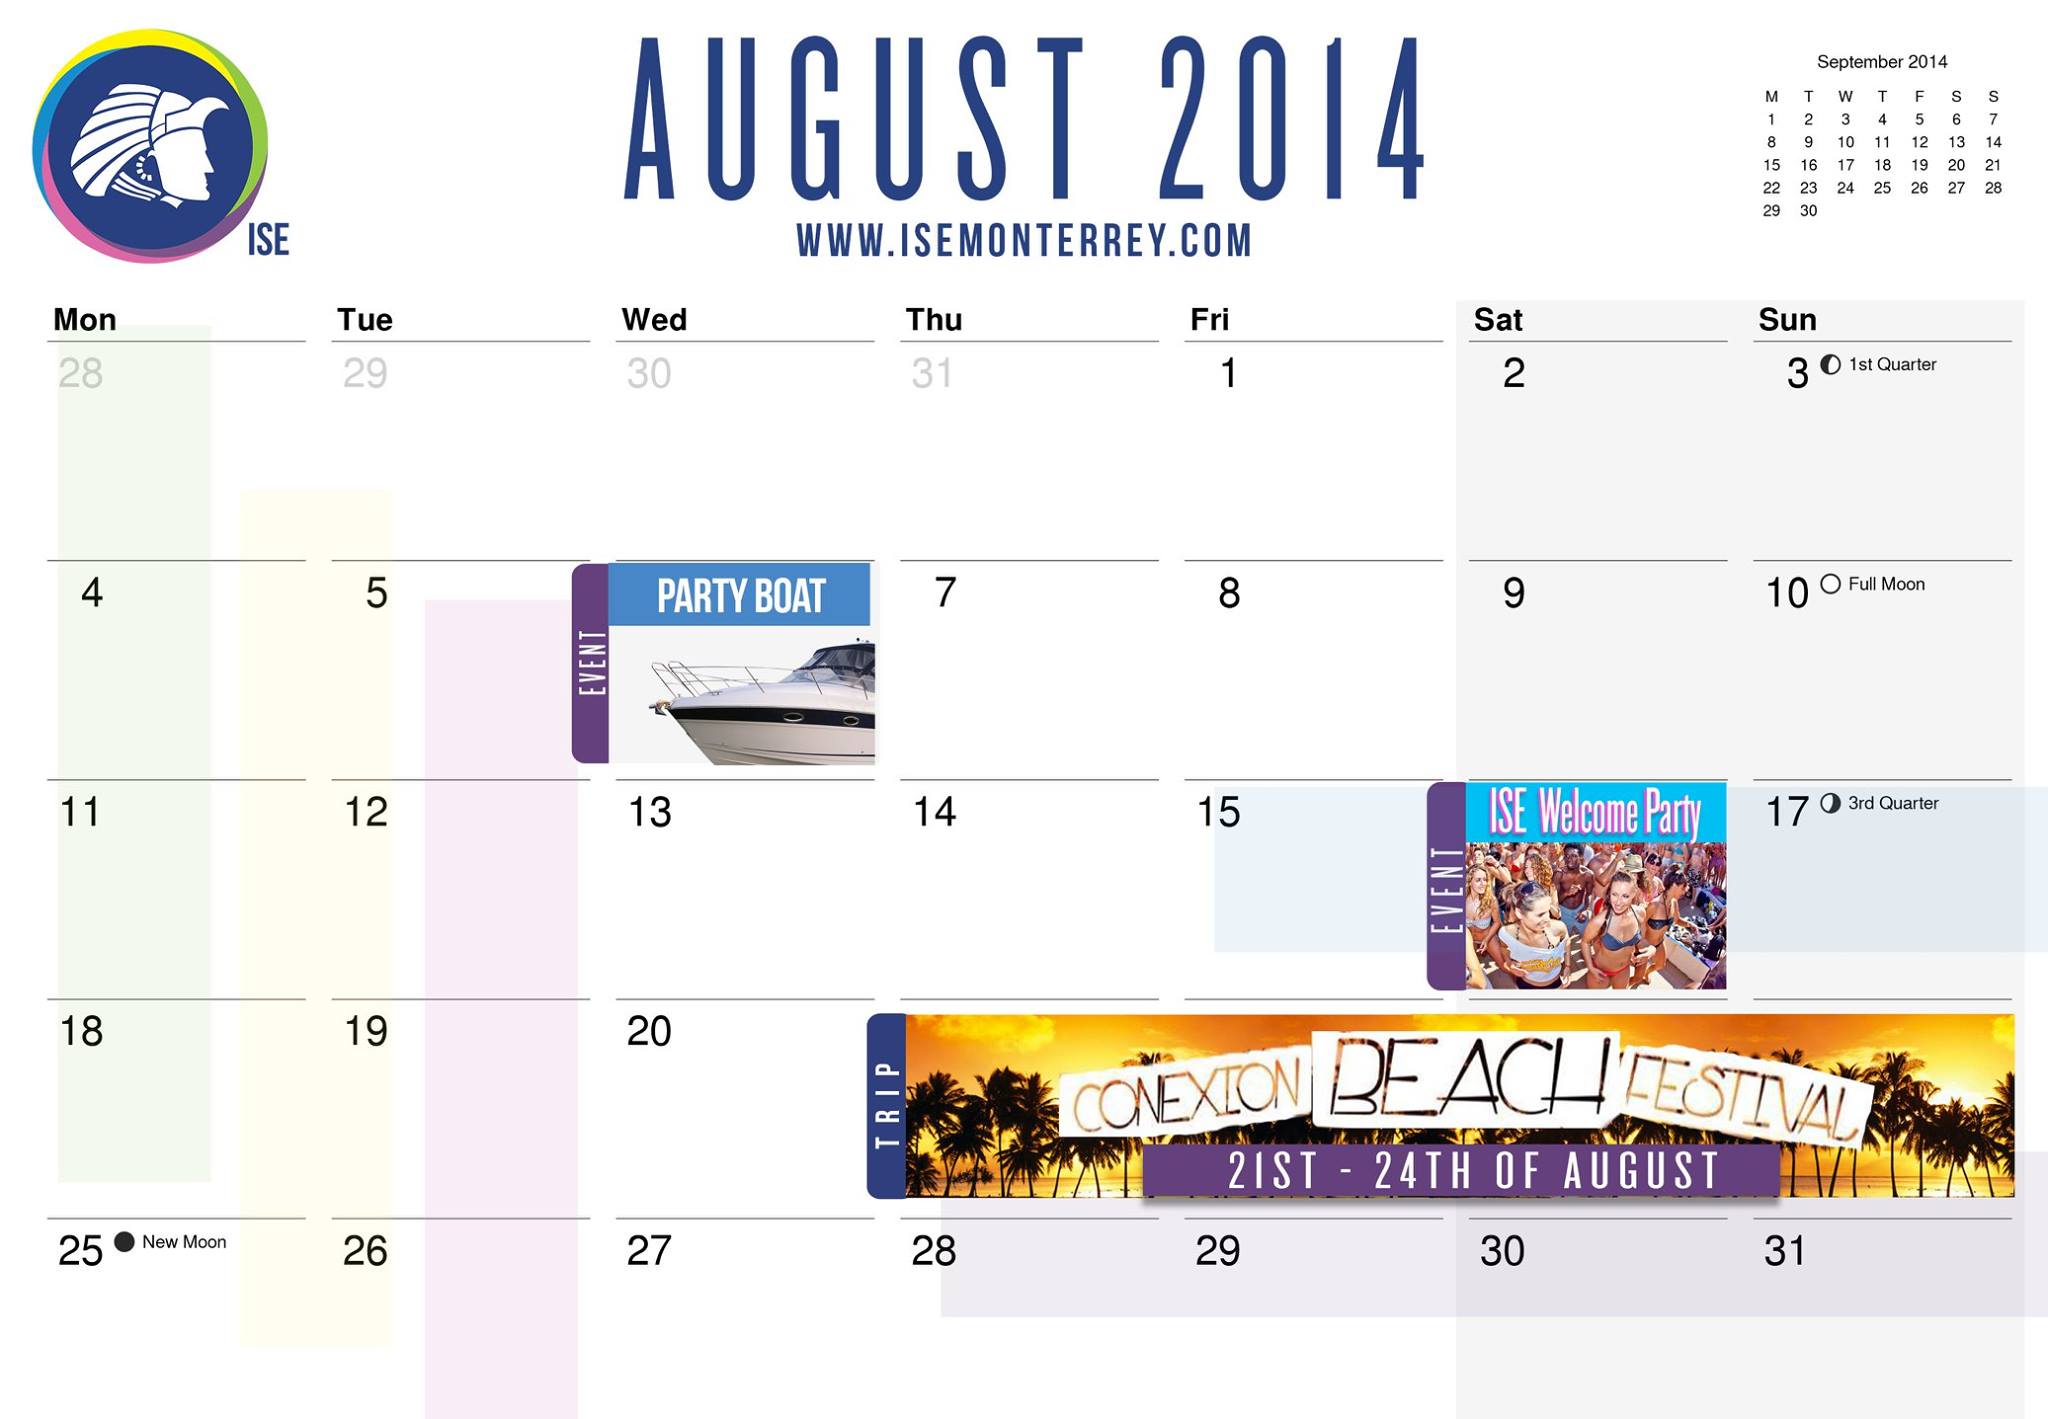 AUGUST 2014
WWW.ISEMONTERREY.COM
ISE
September 2014
M T W T F S S
1 2 3 4 5 6 7
8 9 10 11 12 13 14
15 16 17 18 19 20 21
22 23 24 25 26 27 28
29 30
Mon Tue Wed Thu Fri Sat Sun
28 29 30 31 1 2 3 1st Quarter
4 5 EVENT PARTY BOAT 7 8 9 10 Full Moon
11 12 13 14 15 EVENT ISE Welcome Party 17 3rd Quarter
18 19 20 TRIP CONEXION BEACH FESTIVAL
21ST - 24TH OF AUGUST
25 New Moon 26 27 28 29 30 31